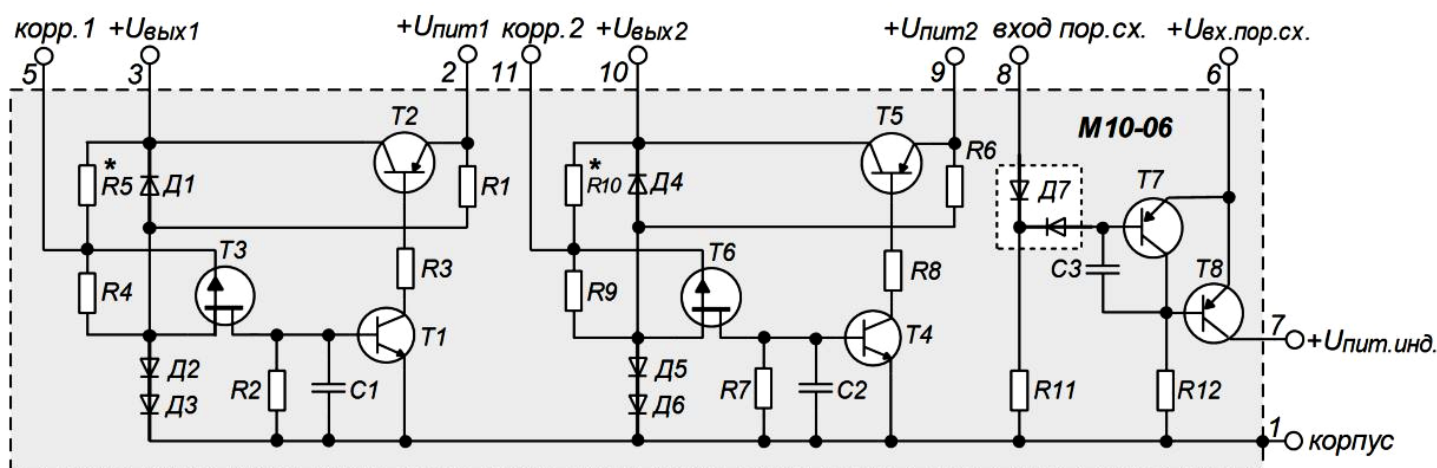 корр.1 +Uвых1 +Uпит1 корр.2 +Uвых2 +Uпит2 вход пор.сх. +Uвх.пор.сх.
5 3 2 11 10 9 8 6
M10-06
T2 T5
* R5 Д1 R1 * R10 Д4 R6 Д7 T7
T3 R3 T6 R8 C3 T8
R4 T1 R9 T4 7 +Uпит.инд.
Д2 R2 C1 Д5 R7 C2 R11 R12
Д3 Д6
1 корпус